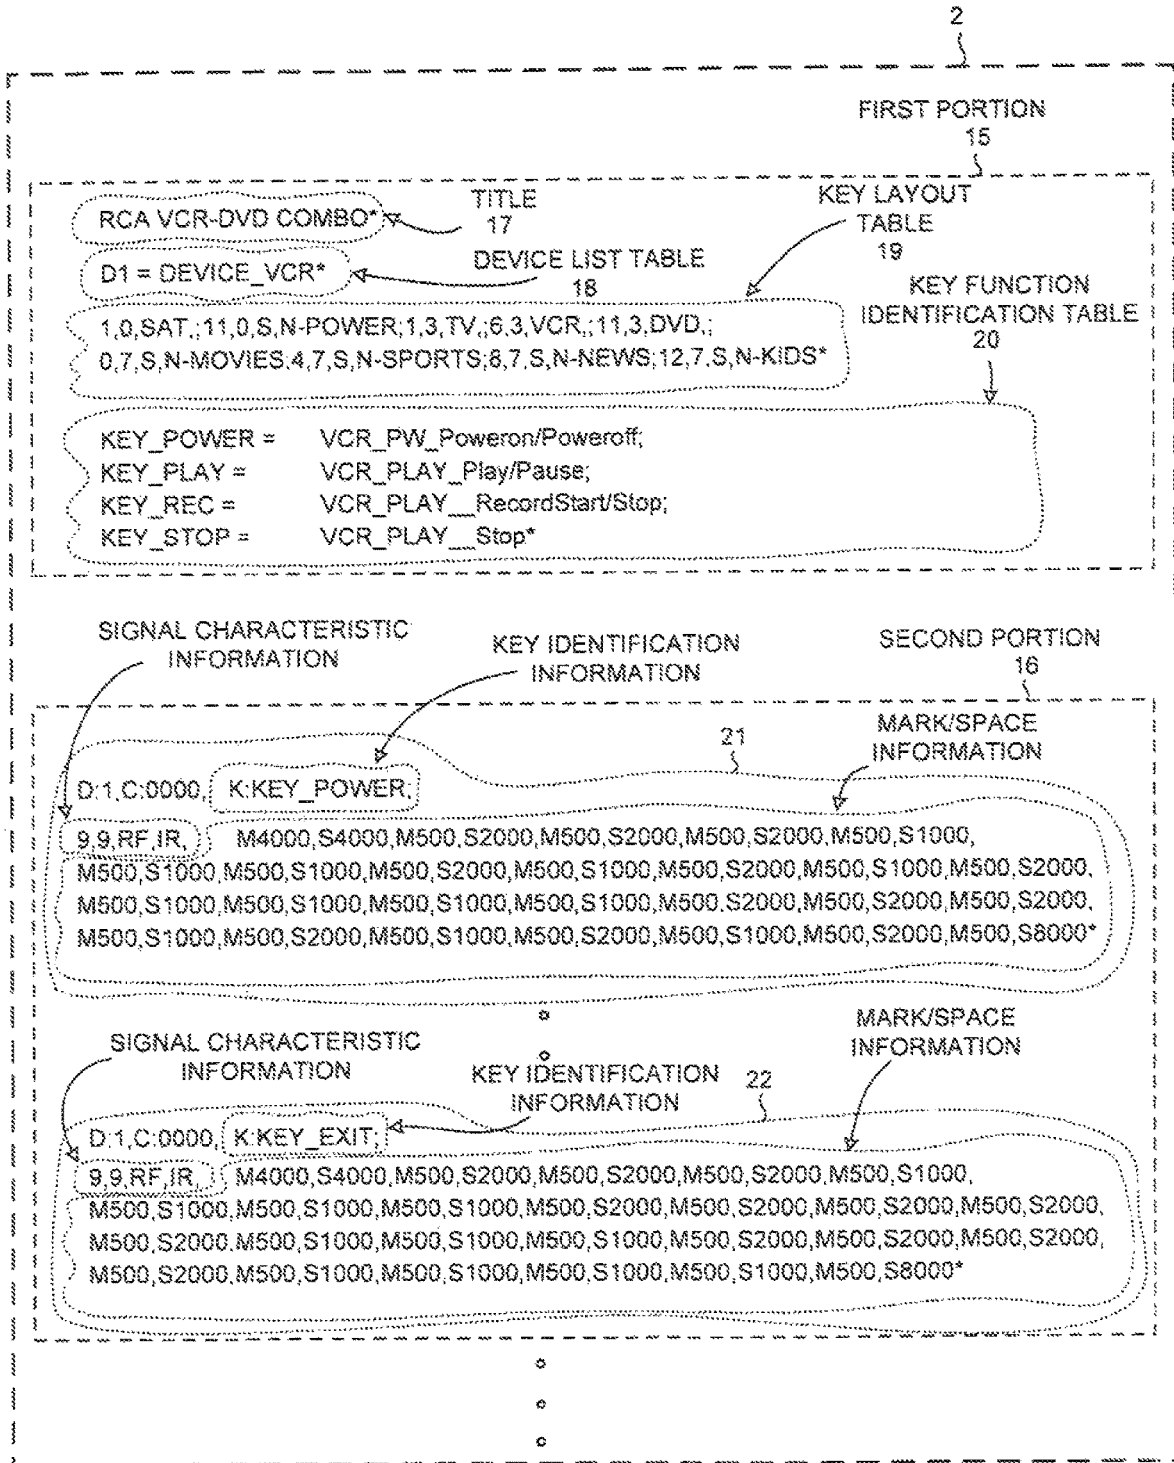 2
FIRST PORTION
15
RCA VCR-DVD COMBO*
TITLE
17
KEY LAYOUT
TABLE
19
D1 = DEVICE_VCR*
DEVICE LIST TABLE
18
KEY FUNCTION
IDENTIFICATION TABLE
20
1,0,SAT,;11,0,S,N-POWER;1,3,TV,;6,3,VCR,;11,3,DVD,;
0,7,S,N-MOVIES;4,7,S,N-SPORTS;8,7,S,N-NEWS;12,7,S,N-KIDS*
KEY_POWER = VCR_PW_Poweron/Poweroff;
KEY_PLAY = VCR_PLAY_Play/Pause;
KEY_REC = VCR_PLAY__RecordStart/Stop;
KEY_STOP = VCR_PLAY__Stop*
SIGNAL CHARACTERISTIC
INFORMATION
KEY IDENTIFICATION
INFORMATION
SECOND PORTION
16
21
MARK/SPACE
INFORMATION
D:1,C:0000, K:KEY_POWER;
9,9,RF,IR, M4000,S4000,M500,S2000,M500,S2000,M500,S2000,M500,S1000,
M500,S1000,M500,S1000,M500,S2000,M500,S1000,M500,S2000,M500,S1000,M500,S2000,
M500,S1000,M500,S1000,M500,S1000,M500,S1000,M500,S2000,M500,S2000,M500,S2000,
M500,S1000,M500,S2000,M500,S1000,M500,S2000,M500,S1000,M500,S2000,M500,S8000*
SIGNAL CHARACTERISTIC
INFORMATION
KEY IDENTIFICATION
INFORMATION
22
MARK/SPACE
INFORMATION
D:1,C:0000, K:KEY_EXIT;
9,9,RF,IR, M4000,S4000,M500,S2000,M500,S2000,M500,S2000,M500,S1000,
M500,S1000,M500,S1000,M500,S1000,M500,S2000,M500,S2000,M500,S2000,M500,S2000,
M500,S2000,M500,S1000,M500,S1000,M500,S1000,M500,S2000,M500,S2000,M500,S2000,
M500,S2000,M500,S1000,M500,S1000,M500,S1000,M500,S1000,M500,S8000*